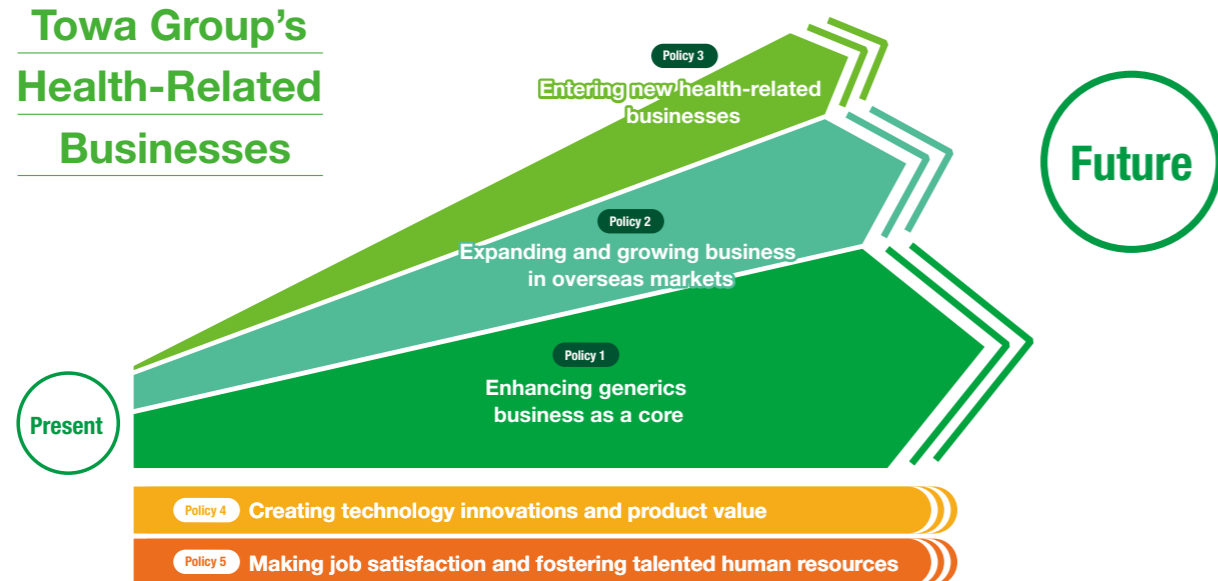 Towa Group's
Health-Related
Businesses
Policy 3
Entering new health-related
businesses
Future
Policy 2
Expanding and growing business
in overseas markets
Policy 1
Enhancing generics
business as a core
Present
Policy 4 Creating technology innovations and product value
Policy 5 Making job satisfaction and fostering talented human resources